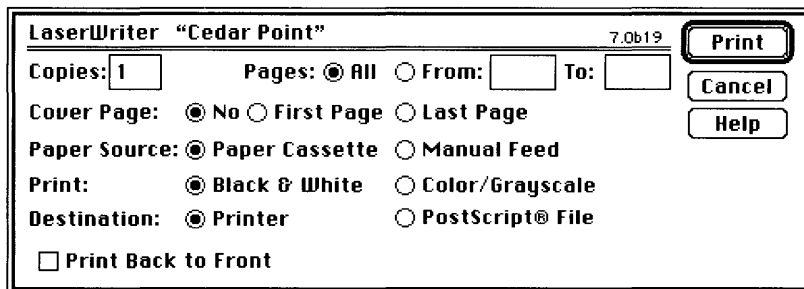 LaserWriter “Cedar Point” 7.0b19 Print
Copies: 1 Pages: All From: To:
Cancel
Cover Page: No First Page Last Page
Help
Paper Source: Paper Cassette Manual Feed
Print: Black & White Color/Grayscale
Destination: Printer PostScript® File
Print Back to Front